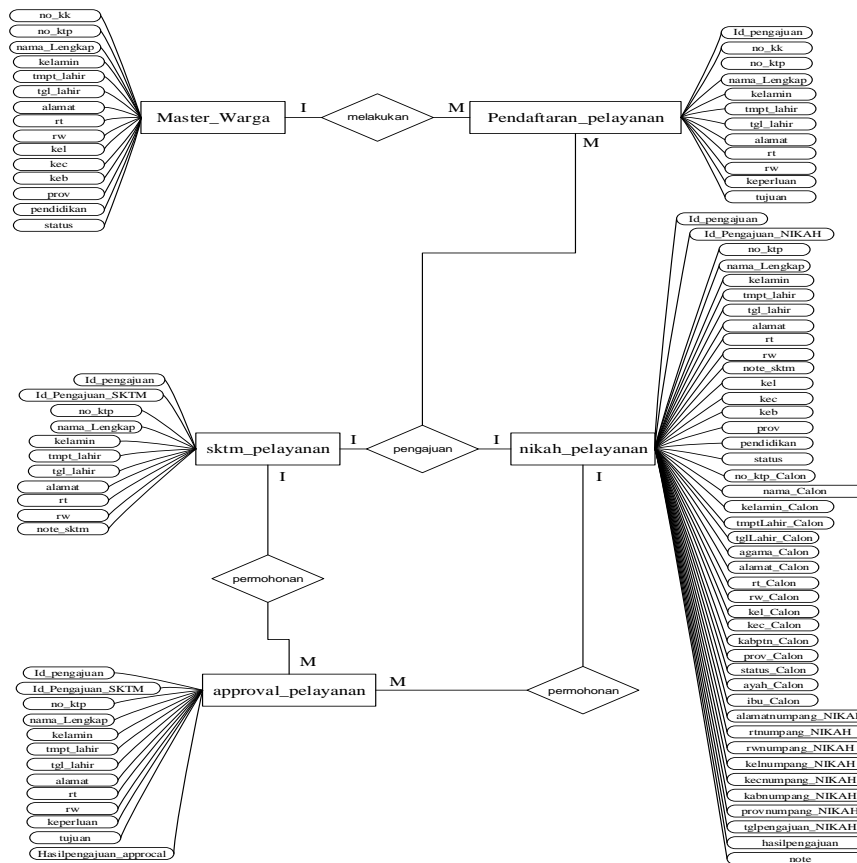 no_kk
no_ktp
nama_Lengkap
kelamin
tmpt_lahir
tgl_lahir
alamat
rt
rw
kel
kec
keb
prov
pendidikan
status
Master_Warga
I
melakukan
M
Pendaftaran_pelayanan
M
Id_pengajuan
no_kk
no_ktp
nama_Lengkap
kelamin
tmpt_lahir
tgl_lahir
alamat
rt
rw
keperluan
tujuan
Id_pengajuan
Id_Pengajuan_SKTM
no_ktp
nama_Lengkap
kelamin
tmpt_lahir
tgl_lahir
alamat
rt
rw
note_sktm
sktm_pelayanan
I
pengajuan
I
nikah_pelayanan
I
I
Id_pengajuan
Id_Pengajuan_NIKAH
no_ktp
nama_Lengkap
kelamin
tmpt_lahir
tgl_lahir
alamat
rt
rw
note_sktm
kel
kec
keb
prov
pendidikan
status
no_ktp_Calon
nama_Calon
kelamin_Calon
tmptLahir_Calon
tglLahir_Calon
agama_Calon
alamat_Calon
rt_Calon
rw_Calon
kel_Calon
kec_Calon
kabptn_Calon
prov_Calon
status_Calon
ayah_Calon
ibu_Calon
alamatnumpang_NIKAH
rtnumpang_NIKAH
rwnumpang_NIKAH
kelnumpang_NIKAH
kecnumpang_NIKAH
kabnumpang_NIKAH
provnumpang_NIKAH
tglpengajuan_NIKAH
hasilpengajuan
note
permohonan
M
Id_pengajuan
Id_Pengajuan_SKTM
no_ktp
nama_Lengkap
kelamin
tmpt_lahir
tgl_lahir
alamat
rt
rw
keperluan
tujuan
Hasilpengajuan_approcal
approval_pelayanan
M
permohonan